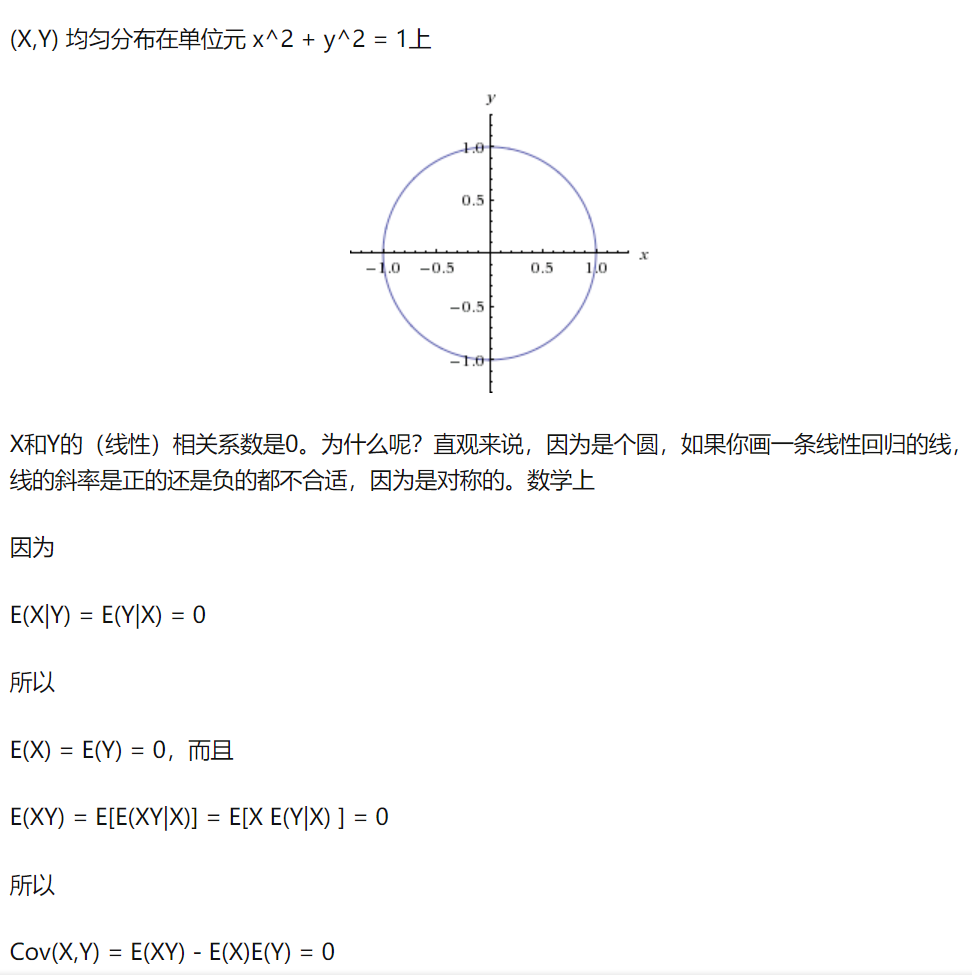 (X,Y) 均匀分布在单位元 x^2 + y^2 = 1上
y
1.0
0.5
x
−1.0 −0.5 0.5 1.0
−0.5
−1.0
X和Y的（线性）相关系数是0。为什么呢？直观来说，因为是个圆，如果你画一条线性回归的线，
线的斜率是正的还是负的都不合适，因为是对称的。数学上
因为
E(X|Y) = E(Y|X) = 0
所以
E(X) = E(Y) = 0，而且
E(XY) = E[E(XY|X)] = E[X E(Y|X) ] = 0
所以
Cov(X,Y) = E(XY) - E(X)E(Y) = 0